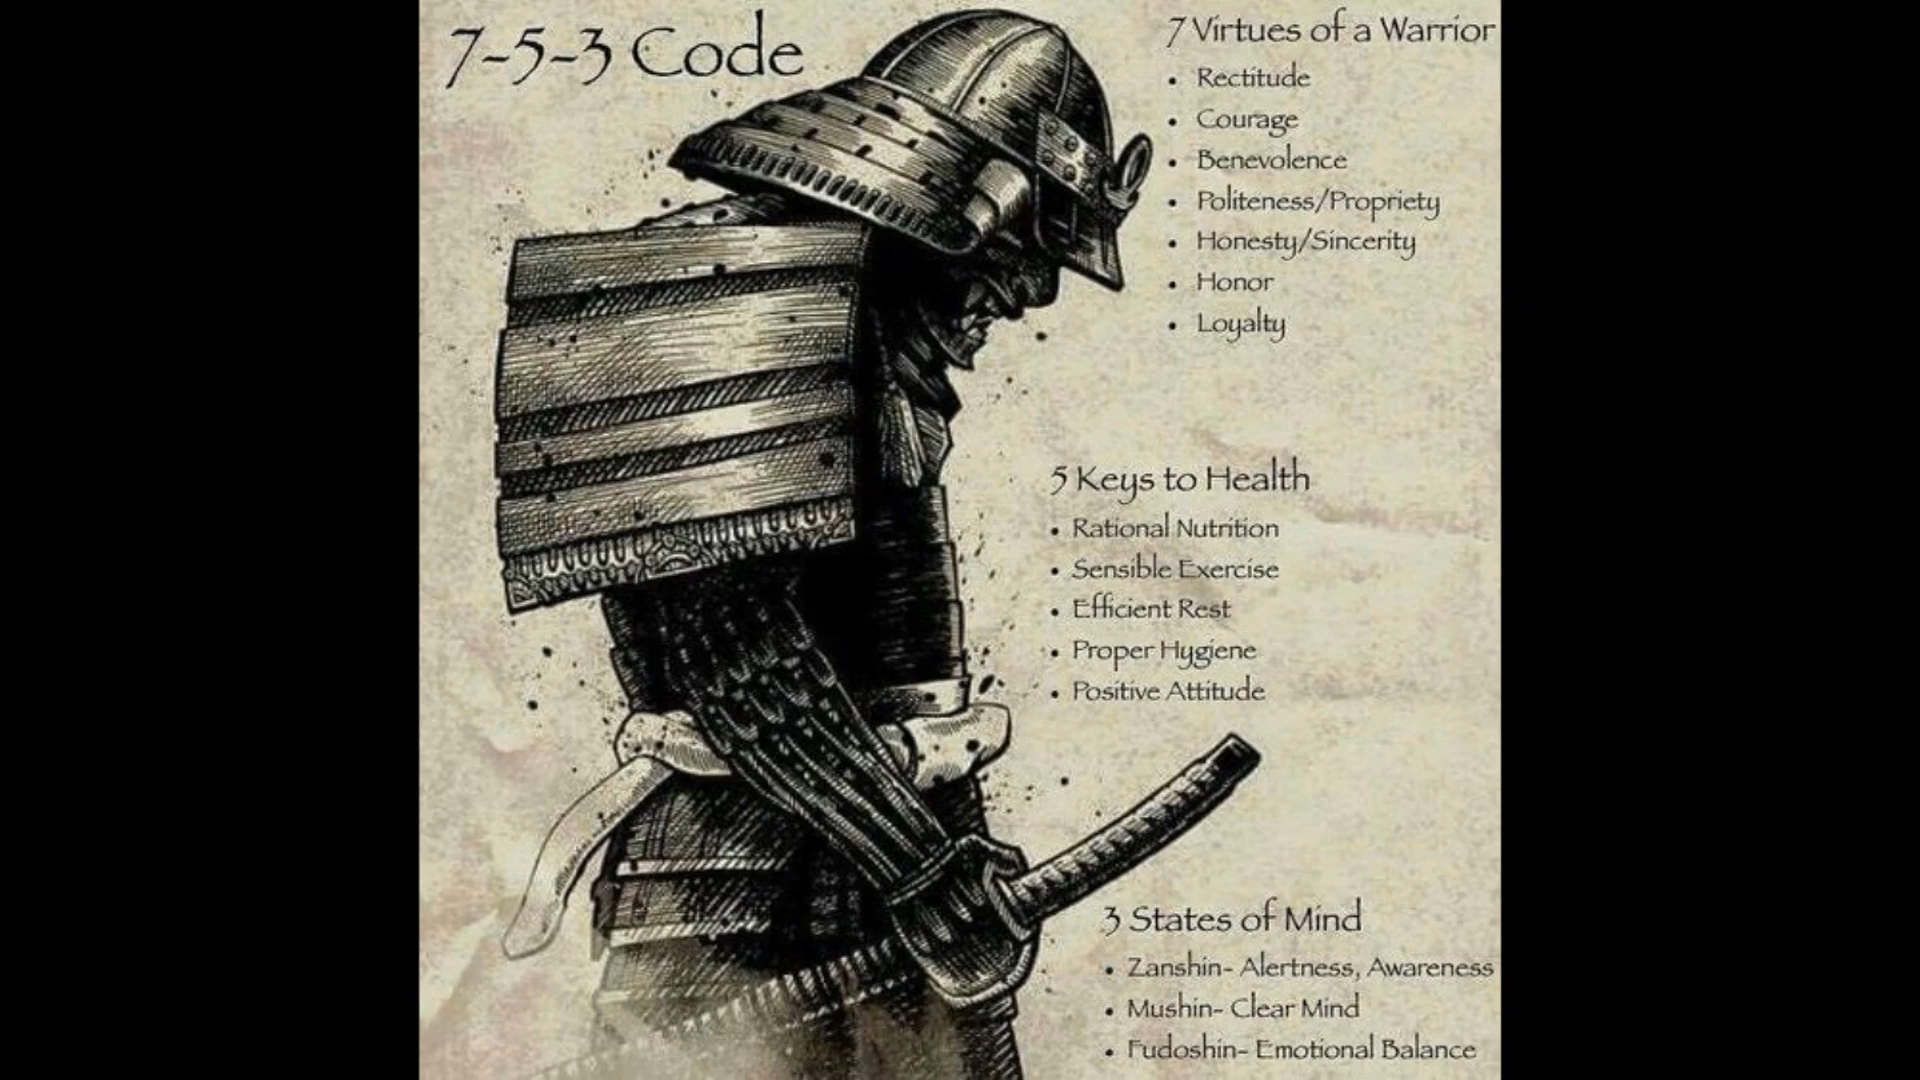 7-5-3 Code
7 Virtues of a Warrior
• Rectitude
• Courage
• Benevolence
• Politeness/Propriety
• Honesty/Sincerity
• Honor
• Loyalty
5 Keys to Health
• Rational Nutrition
• Sensible Exercise
• Efficient Rest
• Proper Hygiene
• Positive Attitude
3 States of Mind
• Zanshin- Alertness, Awareness
• Mushin- Clear Mind
• Fudoshin- Emotional Balance